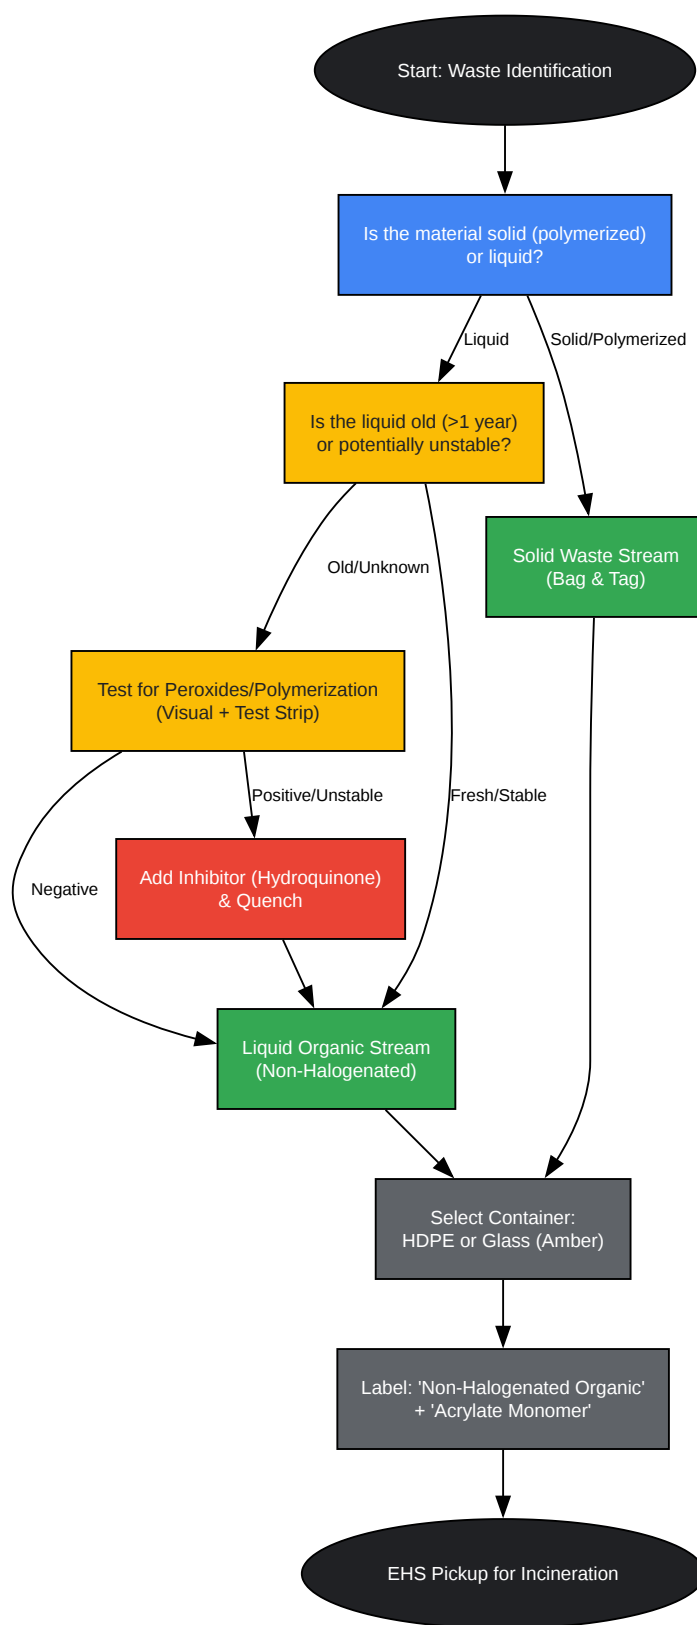 Start: Waste Identification
Is the material solid (polymerized)
or liquid?
Liquid
Solid/Polymerized
Is the liquid old (>1 year)
or potentially unstable?
Old/Unknown
Solid Waste Stream
(Bag & Tag)
Test for Peroxides/Polymerization
(Visual + Test Strip)
Positive/Unstable
Fresh/Stable
Negative
Add Inhibitor (Hydroquinone)
& Quench
Liquid Organic Stream
(Non-Halogenated)
Select Container:
HDPE or Glass (Amber)
Label: 'Non-Halogenated Organic'
+ 'Acrylate Monomer'
EHS Pickup for Incineration